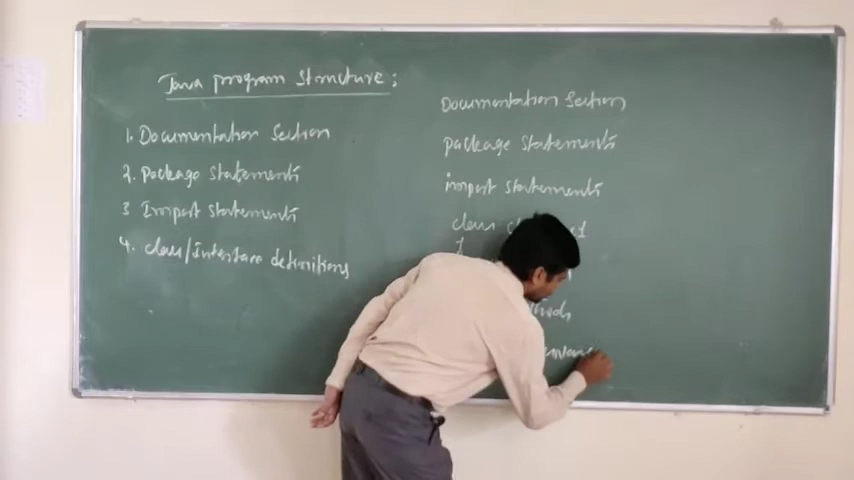 Java program structure:
1. Documentation Section
2. package statements
3 Import statements
4. class/Interface definitions
Documentation Section
package statements
import statements
class
{